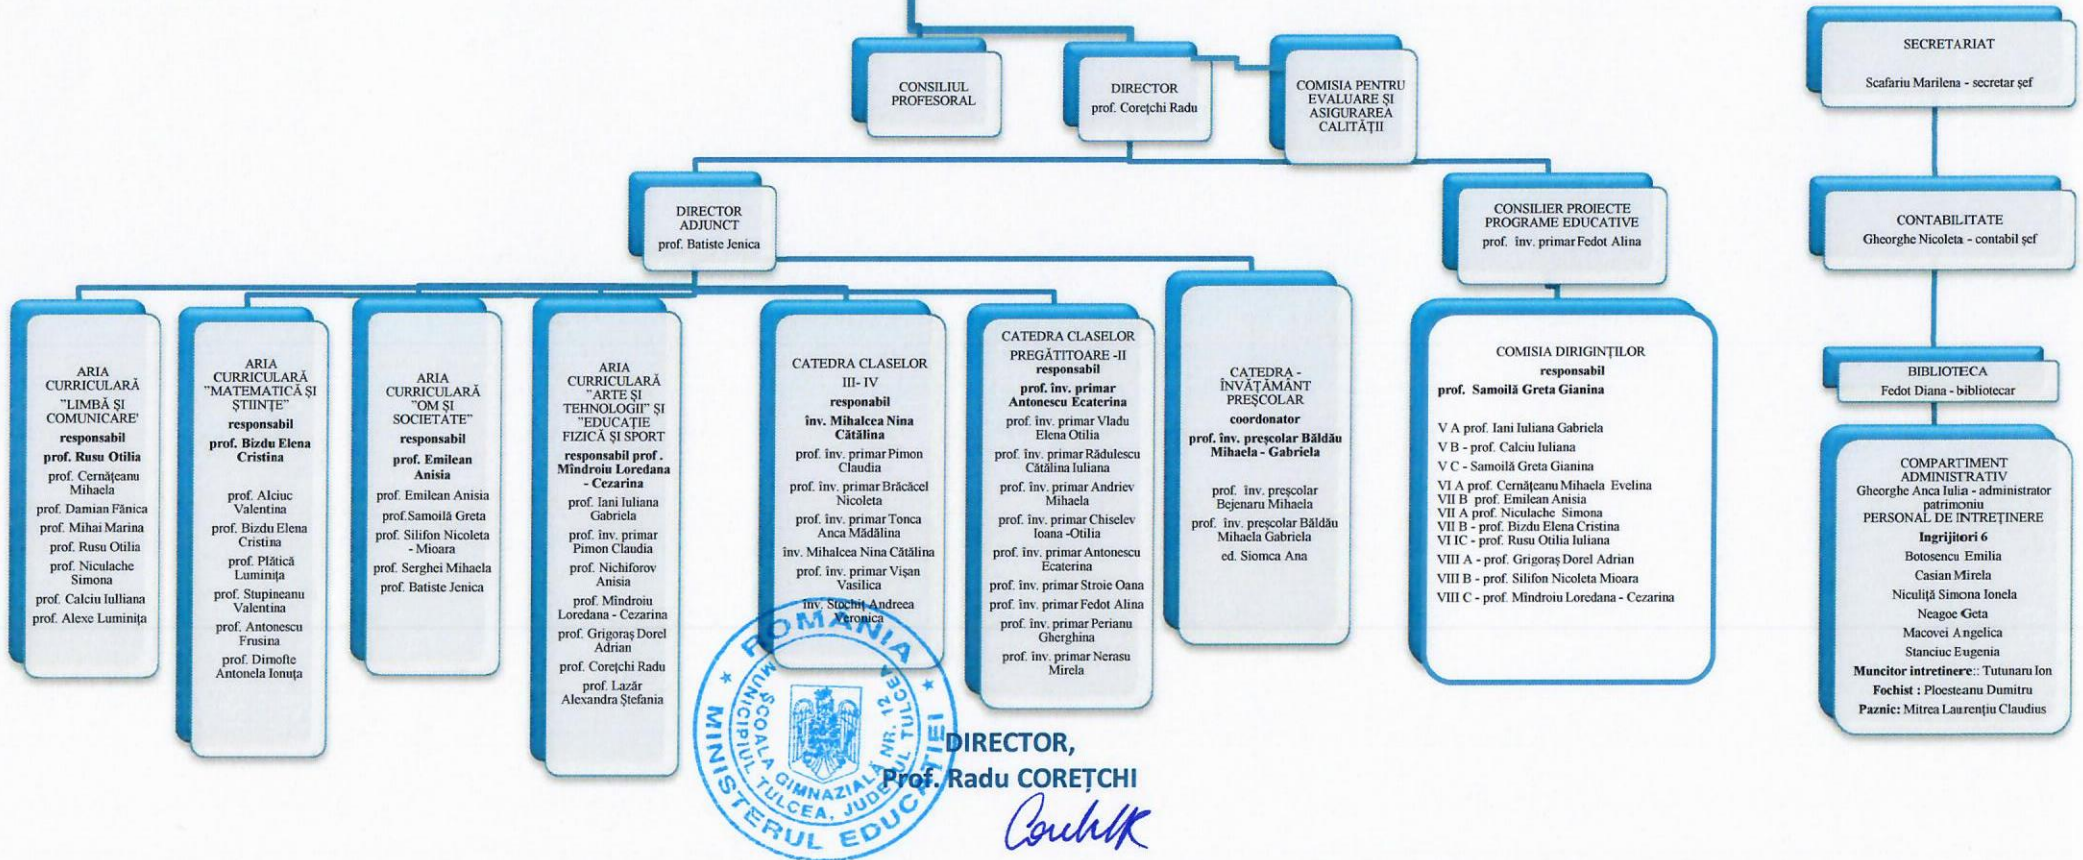 CONSILIUL
PROFESORAL
DIRECTOR
prof. Corețchi Radu
COMISIA PENTRU
EVALUARE ȘI
ASIGURAREA
CALITĂȚII
SECRETARIAT
Scafariu Marilena - secretar șef
DIRECTOR
ADJUNCT
prof. Batiste Jenica
CONSILIER PROIECTE
PROGRAME EDUCATIVE
prof. înv. primar Fedot Alina
CONTABILITATE
Gheorghe Nicoleta - contabil șef
ARIA
CURRICULARĂ
"LIMBĂ ȘI
COMUNICARE'
responsabil
prof. Rusu Otilia
prof. Cernățeanu
Mihaela
prof. Damian Fănica
prof. Mihai Marina
prof. Rusu Otilia
prof. Niculache
Simona
prof. Calciu Iulliana
prof. Alexe Luminița
ARIA
CURRICULARĂ
"MATEMATICĂ ȘI
ȘTIINȚE"
responsabil
prof. Bizdu Elena
Cristina
prof. Alciuc
Valentina
prof. Bizdu Elena
Cristina
prof. Plătică
Luminița
prof. Stupineanu
Valentina
prof. Antonescu
Frusina
prof. Dimofte
Antonela Ionuța
ARIA
CURRICULARĂ
"OM ȘI
SOCIETATE"
responsabil
prof. Emilean
Anisia
prof. Emilean Anisia
prof.Samoilă Greta
prof. Silifon Nicoleta
- Mioara
prof. Serghei Mihaela
prof. Batiste Jenica
ARIA
CURRICULARĂ
"ARTE ȘI
TEHNOLOGII" ȘI
"EDUCAȚIE
FIZICĂ ȘI SPORT
responsabil prof .
Mîndroiu Loredana
- Cezarina
prof. Iani Iuliana
Gabriela
prof. înv. primar
Pimon Claudia
prof. Nichiforov
Anisia
prof. Mîndroiu
Loredana - Cezarina
prof. Grigoraș Dorel
Adrian
prof. Corețchi Radu
prof. Lazăr
Alexandra Ștefania
CATEDRA CLASELOR
III- IV
responabil
înv. Mihalcea Nina
Cătălina
prof. înv. primar Pimon
Claudia
prof. înv. primar Brăcăcel
Nicoleta
prof. înv. primar Tonca
Anca Mădălina
înv. Mihalcea Nina Cătălina
prof. înv. primar Vișan
Vasilica
înv. Stochiț Andreea
Veronica
CATEDRA CLASELOR
PREGĂTITOARE -II
responsabil
prof. înv. primar
Antonescu Ecaterina
prof. înv. primar Vladu
Elena Otilia
prof. înv. primar Rădulescu
Cătălina Iuliana
prof. înv. primar Andriev
Mihaela
prof. înv. primar Chiselev
Ioana -Otilia
prof. înv. primar Antonescu
Ecaterina
prof. înv. primar Stroie Oana
prof. înv. primar Fedot Alina
prof. înv. primar Perianu
Gherghina
prof. înv. primar Nerasu
Mirela
CATEDRA -
ÎNVĂȚĂMÂNT
PREȘCOLAR
coordonator
prof. înv. preșcolar Băldău
Mihaela - Gabriela
prof. înv. preșcolar
Bejenaru Mihaela
prof. înv. preșcolar Băldău
Mihaela Gabriela
ed. Siomca Ana
COMISIA DIRIGINȚILOR
responsabil
prof. Samoilă Greta Gianina
V A prof. Iani Iuliana Gabriela
V B - prof. Calciu Iuliana
V C - Samoilă Greta Gianina
VI A prof. Cernățeanu Mihaela Evelina
VII B prof. Emilean Anisia
VII A prof. Niculache Simona
VII B - prof. Bizdu Elena Cristina
VI IC - prof. Rusu Otilia Iuliana
VIII A - prof. Grigoraș Dorel Adrian
VIII B - prof. Silifon Nicoleta Mioara
VIII C - prof. Mîndroiu Loredana - Cezarina
BIBLIOTECA
Fedot Diana - bibliotecar
COMPARTIMENT
ADMINISTRATIV
Gheorghe Anca Iulia - administrator
patrimoniu
PERSONAL DE INTREȚINERE
Ingrijitori 6
Botosencu Emilia
Casian Mirela
Niculiță Simona Ionela
Neagoe Geta
Macovei Angelica
Stanciuc Eugenia
Muncitor intretinere:: Tutunaru Ion
Fochist : Ploesteanu Dumitru
Paznic: Mitrea Laurențiu Claudius
ROMÂNIA
MINISTERUL EDUCAȚIEI
MUNICIPIUL TULCEA, JUDEȚUL TULCEA
ȘCOALA GIMNAZIALĂ NR. 12
DIRECTOR,
Prof. Radu COREȚCHI